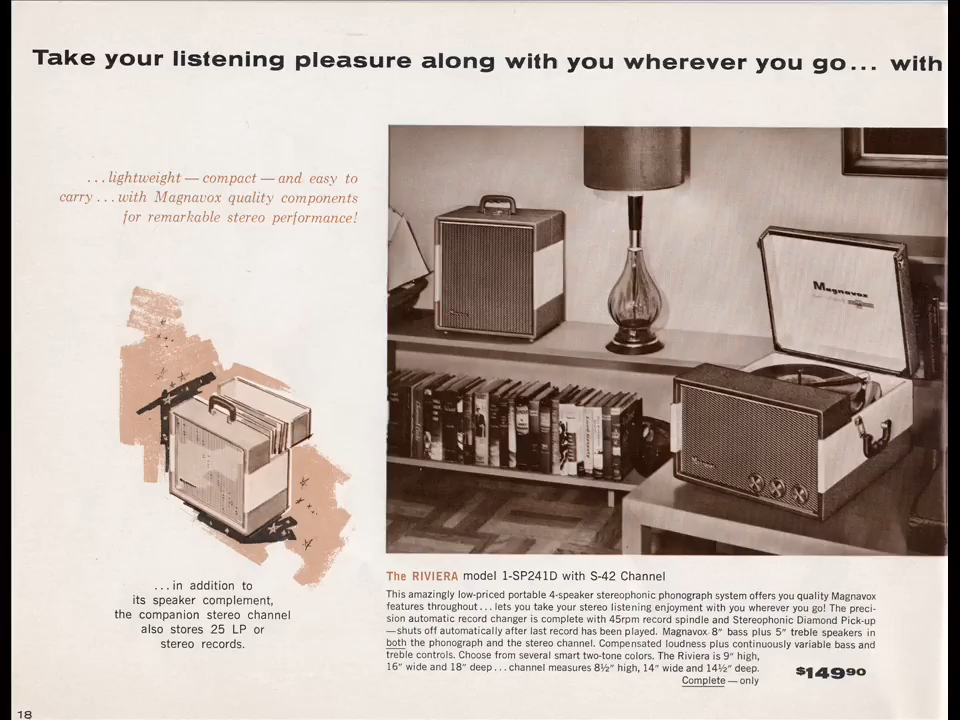 Take your listening pleasure along with you wherever you go... with
...lightweight — compact — and easy to
carry...with Magnavox quality components
for remarkable stereo performance!
Magnavox
Magnavox
...in addition to
its speaker complement,
the companion stereo channel
also stores 25 LP or
stereo records.
The RIVIERA model 1-SP241D with S-42 Channel
This amazingly low-priced portable 4-speaker stereophonic phonograph system offers you quality Magnavox
features throughout...lets you take your stereo listening enjoyment with you wherever you go! The preci-
sion automatic record changer is complete with 45rpm record spindle and Stereophonic Diamond Pick-up
—shuts off automatically after last record has been played. Magnavox 8" bass plus 5" treble speakers in
both the phonograph and the stereo channel. Compensated loudness plus continuously variable bass and
treble controls. Choose from several smart two-tone colors. The Riviera is 9" high,
16" wide and 18" deep...channel measures 8½" high, 14" wide and 14½" deep.
Complete — only
$14990
18